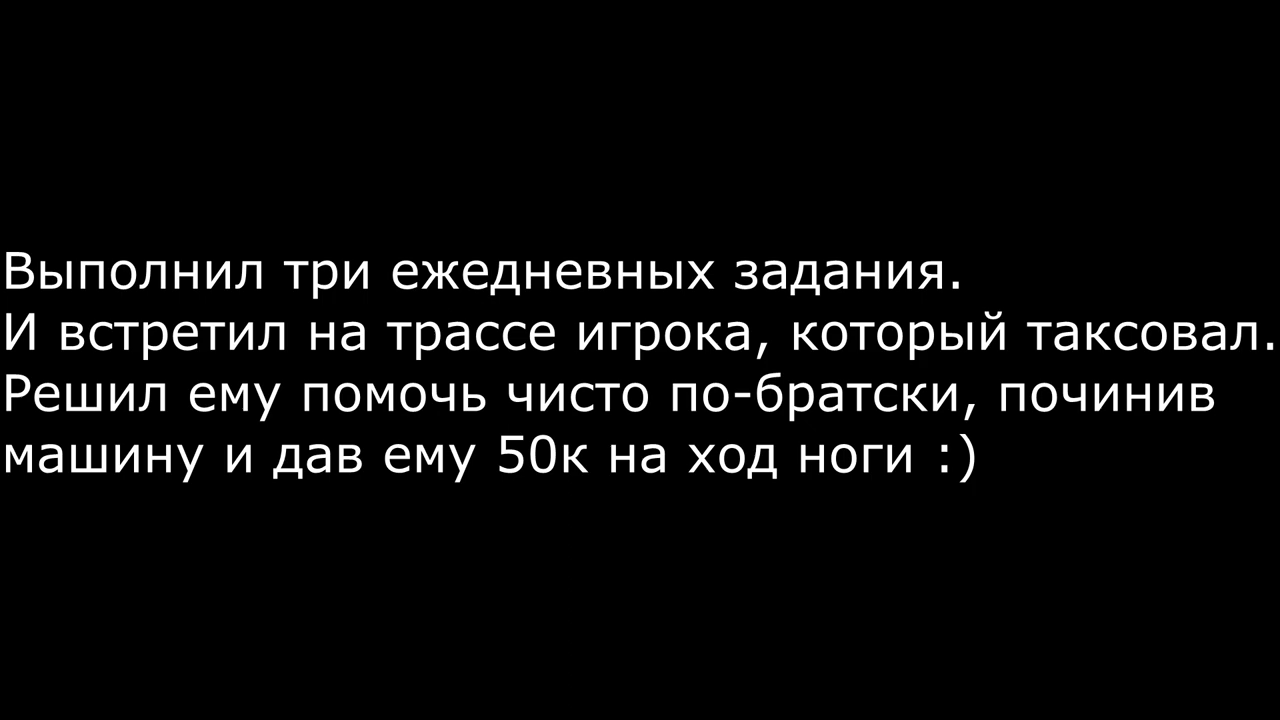 Выполнил три ежедневных задания.
И встретил на трассе игрока, который таксовал.
Решил ему помочь чисто по-братски, починив
машину и дав ему 50к на ход ноги :)